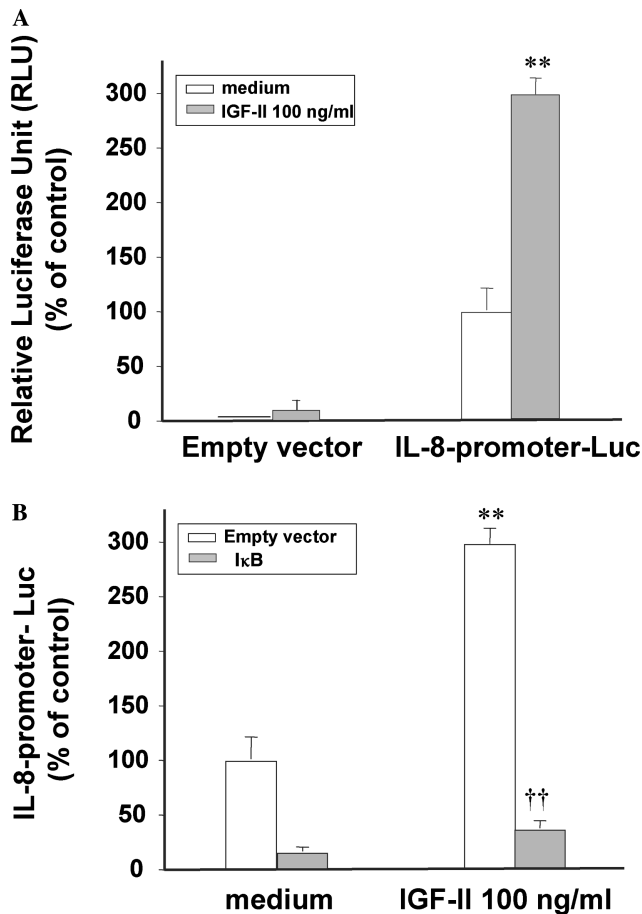 A
Relative Luciferase Unit (RLU)
(% of control)
300
250
200
150
100
50
0
medium
IGF-II 100 ng/ml
**
Empty vector
IL-8-promoter-Luc
B
IL-8-promoter- Luc
(% of control)
300
250
200
150
100
50
0
Empty vector
IκB
**
††
medium
IGF-II 100 ng/ml